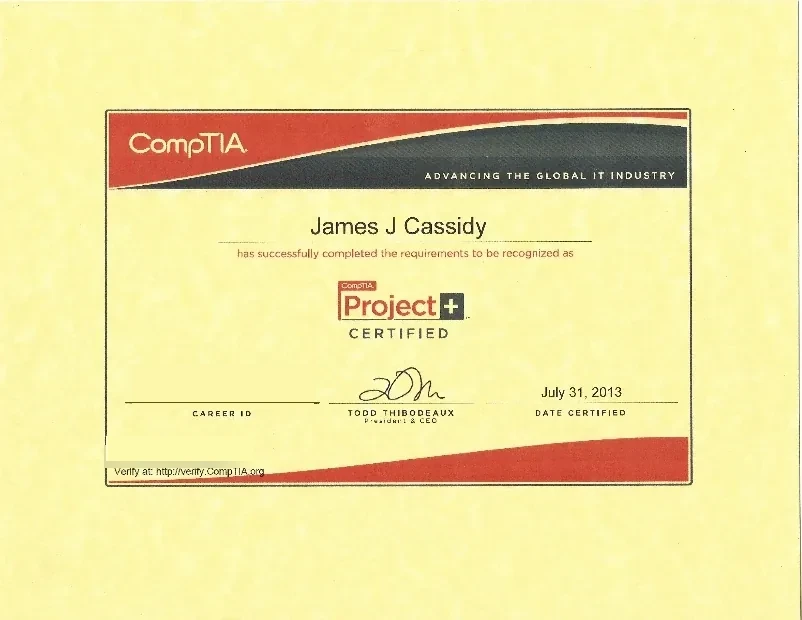 CompTIA.
ADVANCING THE GLOBAL IT INDUSTRY
James J Cassidy
has successfully completed the requirements to be recognized as
CompTIA.
Project+
CERTIFIED
July 31, 2013
CAREER ID
TODD THIBODEAUX
DATE CERTIFIED
President & CEO
Verify at: http://verify.CompTIA.org